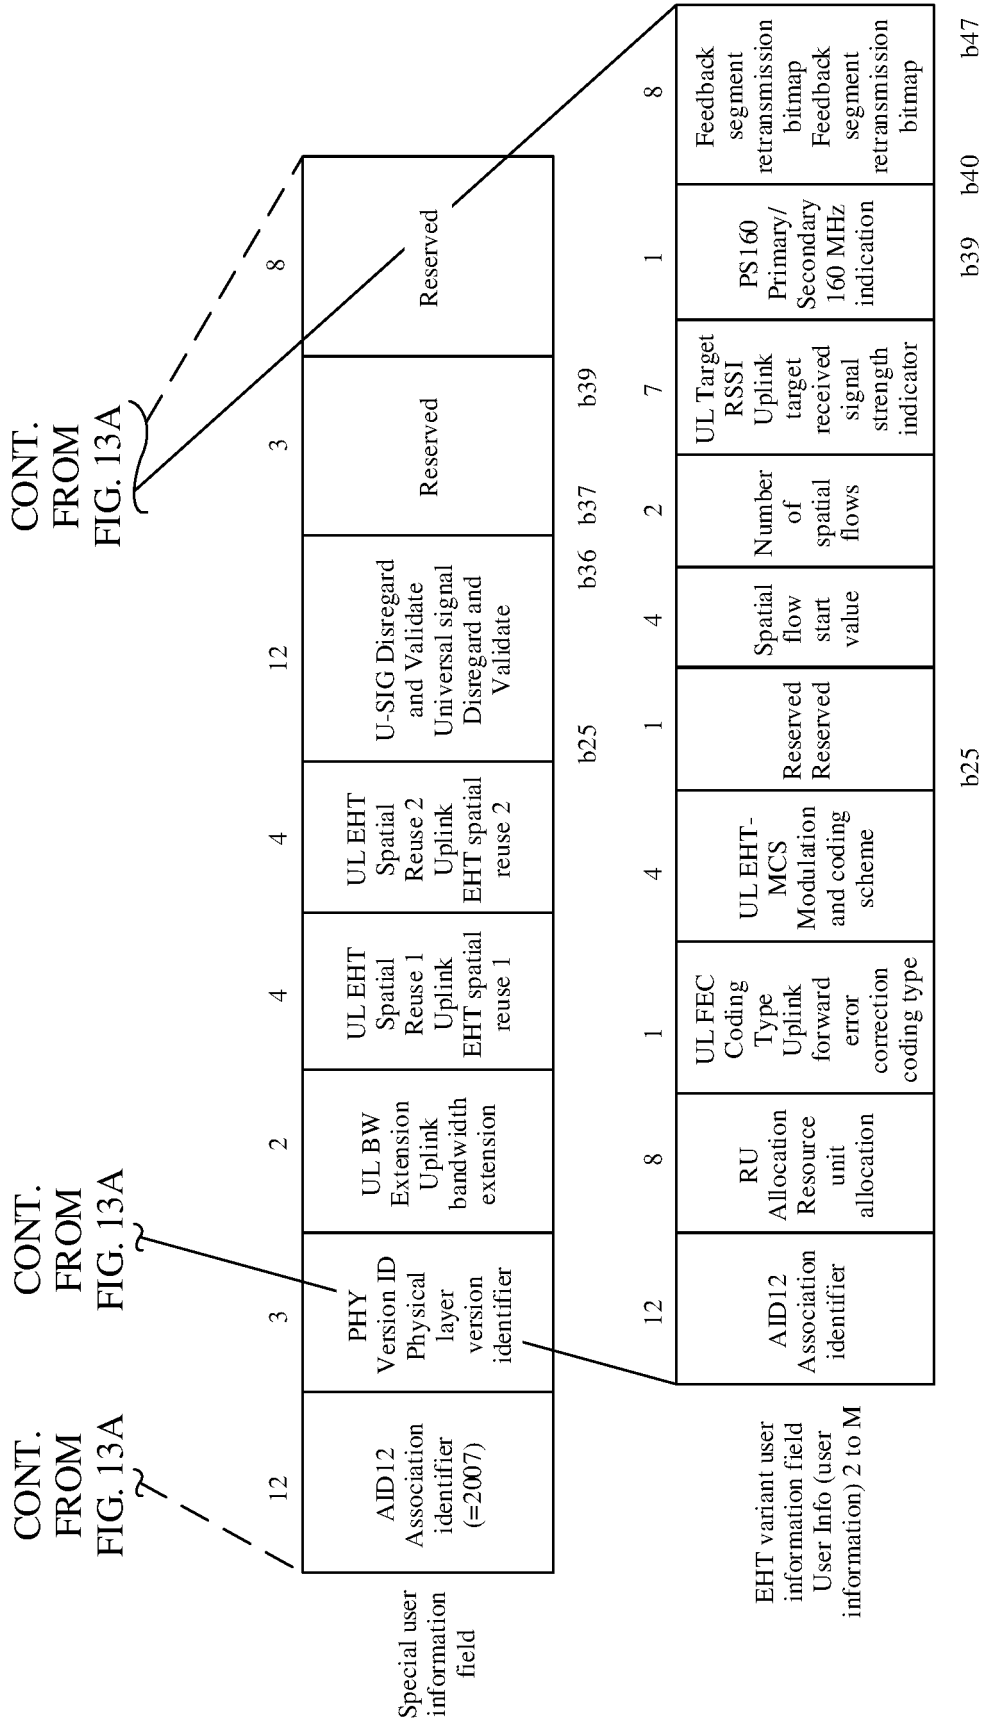 CONT.
FROM
FIG. 13A
CONT.
FROM
FIG. 13A
CONT.
FROM
FIG. 13A
12
3
2
4
4
12
3
8
Special user
information
field
AID12
Association
identifier
(=2007)
PHY
Version ID
Physical
layer
version
identifier
UL BW
Extension
Uplink
bandwidth
extension
UL EHT
Spatial
Reuse 1
Uplink
EHT spatial
reuse 1
UL EHT
Spatial
Reuse 2
Uplink
EHT spatial
reuse 2
U-SIG Disregard
and Validate
Universal signal
Disregard and
Validate
Reserved
Reserved
b25
b36
b37
b39
12
8
1
4
1
4
2
7
1
8
EHT variant user
information field
User Info (user
information) 2 to M
AID12
Association
identifier
RU
Allocation
Resource
unit
allocation
UL FEC
Coding
Type
Uplink
forward
error
correction
coding type
UL EHT-
MCS
Modulation
and coding
scheme
Reserved
Reserved
Spatial
flow
start
value
Number
of
spatial
flows
UL Target
RSSI
Uplink
target
received
signal
strength
indicator
PS160
Primary/
Secondary
160 MHz
indication
Feedback
segment
retransmission
bitmap
Feedback
segment
retransmission
bitmap
b25
b39
b40
b47